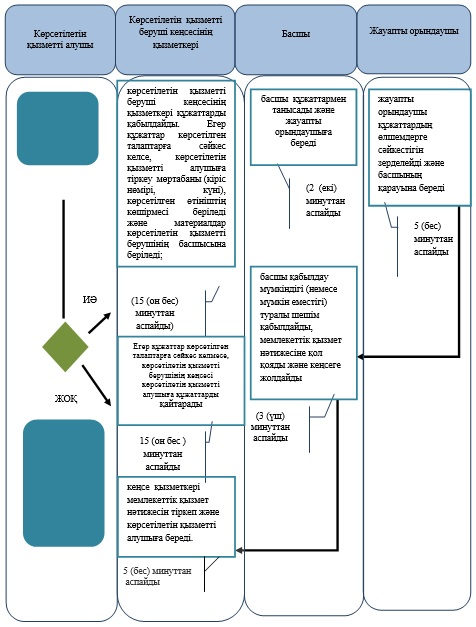 Көрсетілетін
қызметті алушы
Көрсетілетін қызметті
беруші кеңсесінің
қызметкері
Басшы
Жауапты орындаушы
көрсетілетін қызметті
беруші кеңсесінің
қызметкері құжаттарды
қабылдайды. Егер
құжаттар көрсетілген
талаптарға сәйкес
келсе, көрсетілетін
қызметті алушыға
тіркеу мөртабаны (кіріс
немірі, күні),
көрсетілген өтініштің
көшірмесі беріледі
және материалдар
көрсетілетін қызметті
берушінің басшысына
беріледі;
басшы құжаттармен
танысады және
жауапты
орындаушыға
береді
жауапты
орындаушы
құжаттардың
өлшемдерге
сәйкестігін
зерделейді және
басшының
қарауына береді
(2 (екі)
минуттан
аспайды
5 (бес)
минуттан
аспайды
ИӘ
(15 (он бес)
минуттан
аспайды)
басшы қабылдау
мүмкіндігі (немесе
мүмкін еместігі)
туралы шешім
қабылдайды,
мемлекеттік қызмет
нәтижесіне қол
қояды және кеңсеге
жолдайды
Егер құжаттар көрсетілген
талаптарға сәйкес келмесе,
көрсетілетін қызметті
берушінің кеңсесі
көрсетілетін қызметті
алушыға құжаттарды
қайтарады
ЖОҚ
(3 (үш)
минуттан
аспайды
15 (он бес )
минуттан
аспайды
кеңсе қызметкері
мемлекеттік қызмет
нәтижесін тіркеп және
көрсетілетін қызметті
алушыға береді.
5 (бес) минуттан
аспайды